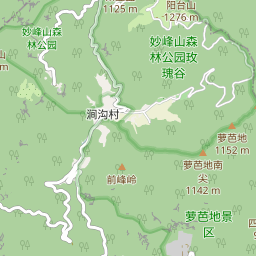 1125 m
阳台山
1276 m
妙峰山森
林公园玫
瑰谷
妙峰山森
林公园
涧沟村
萝芭地
1152 m
萝芭地南
尖
1142 m
前峰岭
萝芭地景
区